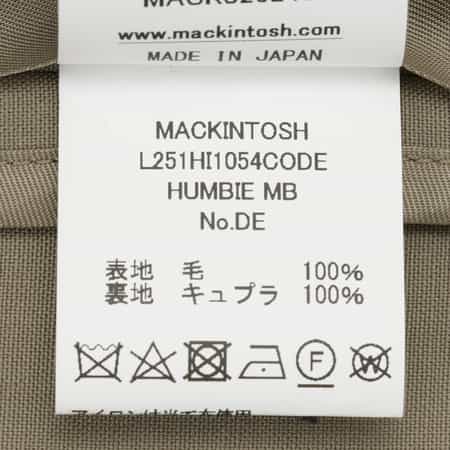 www.mackintosh.com
MADE IN JAPAN
MACKINTOSH
L251HI1054CODE
HUMBIE MB
No.DE
表地 毛 100%
裏地 キュプラ 100%
F
W